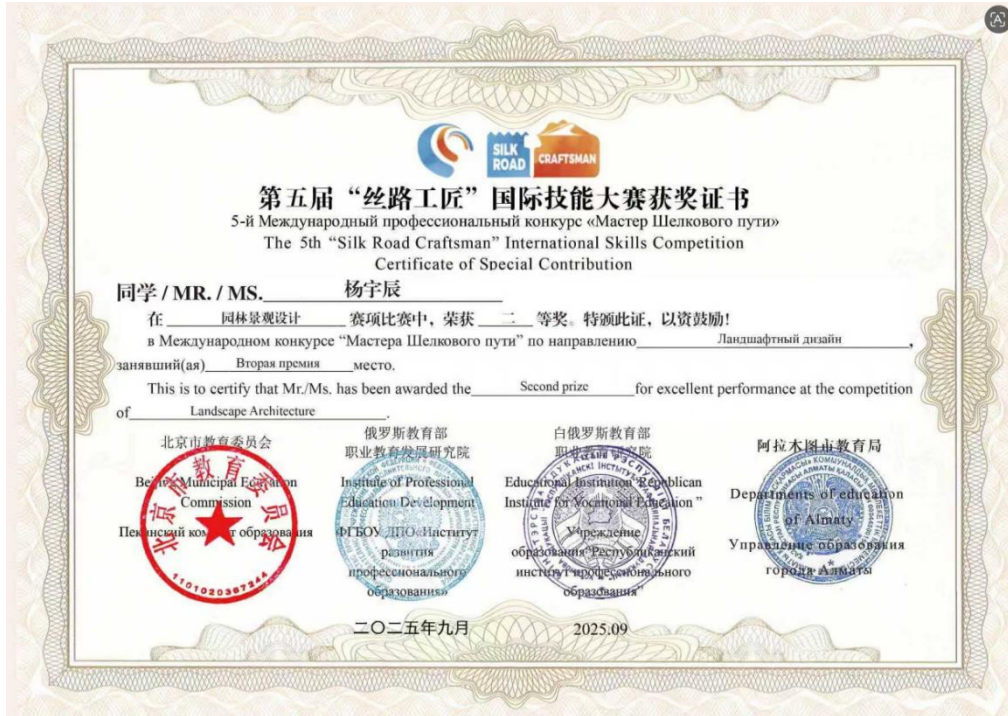 SILK
ROAD
CRAFTSMAN
第五届“丝路工匠”国际技能大赛获奖证书
5-й Международный профессиональный конкурс «Мастер Шелкового пути»
The 5th “Silk Road Craftsman” International Skills Competition
Certificate of Special Contribution
同学 / MR. / MS. 杨宇辰
在 园林景观设计 赛项比赛中，荣获 二 等奖。特颁此证，以资鼓励！
в Международном конкурсе “Мастера Шелкового пути” по направлению Ландшафтный дизайн ,
занявший(ая) Вторая премия место.
This is to certify that Mr./Ms. has been awarded the Second prize for excellent performance at the competition
of Landscape Architecture .
北京市教育委员会
Beijing Municipal Education
Commission
Пекинский комитет образования
北京市教育委员会
1101020367244
俄罗斯教育部
职业教育发展研究院
Institute of Professional
Education Development
ФГБОУ ДПО«Институт
развития
профессионального
образования»
白俄罗斯教育部
职业教育学院
Educational Institution "Republican
Institute for Vocational Education "
Учреждение
образования"Республиканский
институт профессионального
образования"
阿拉木图市教育局
Departments of education
of Almaty
Управление образования
города Алматы
二〇二五年九月
2025.09